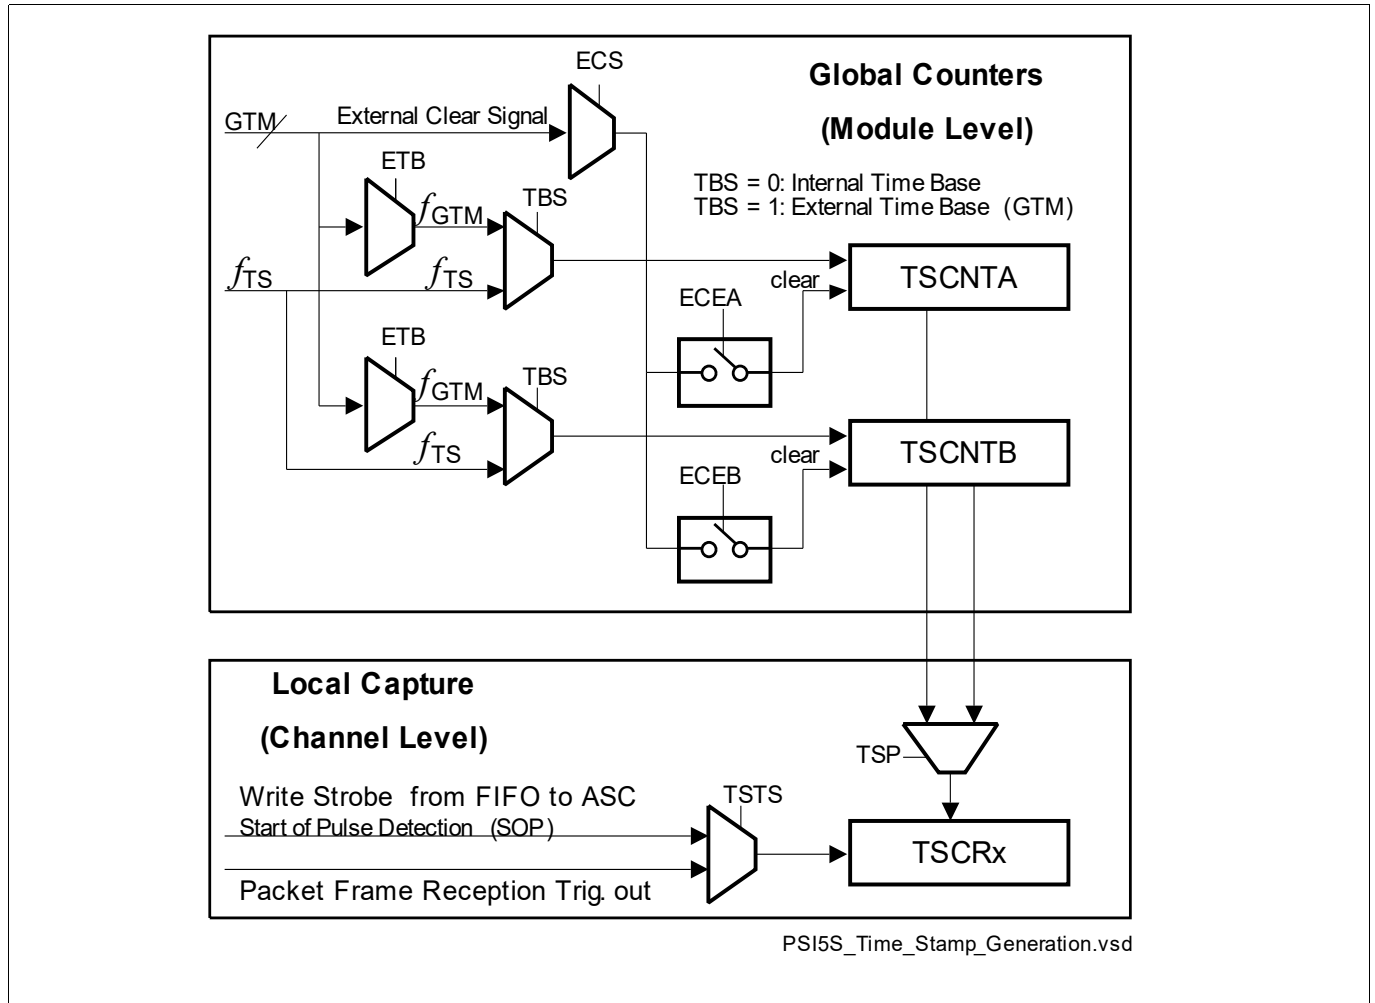 ECS
Global Counters
(Module Level)
GTM
External Clear Signal
ETB
fGTM
TBS
TBS = 0: Internal Time Base
TBS = 1: External Time Base (GTM)
fTS
fTS
TSCNTA
clear
ECEA
ETB
fGTM
TBS
fTS
TSCNTB
clear
ECEB
Local Capture
(Channel Level)
TSP
Write Strobe from FIFO to ASC
TSTS
Start of Pulse Detection (SOP)
TSCRx
Packet Frame Reception Trig. out
PSI5S_Time_Stamp_Generation.vsd